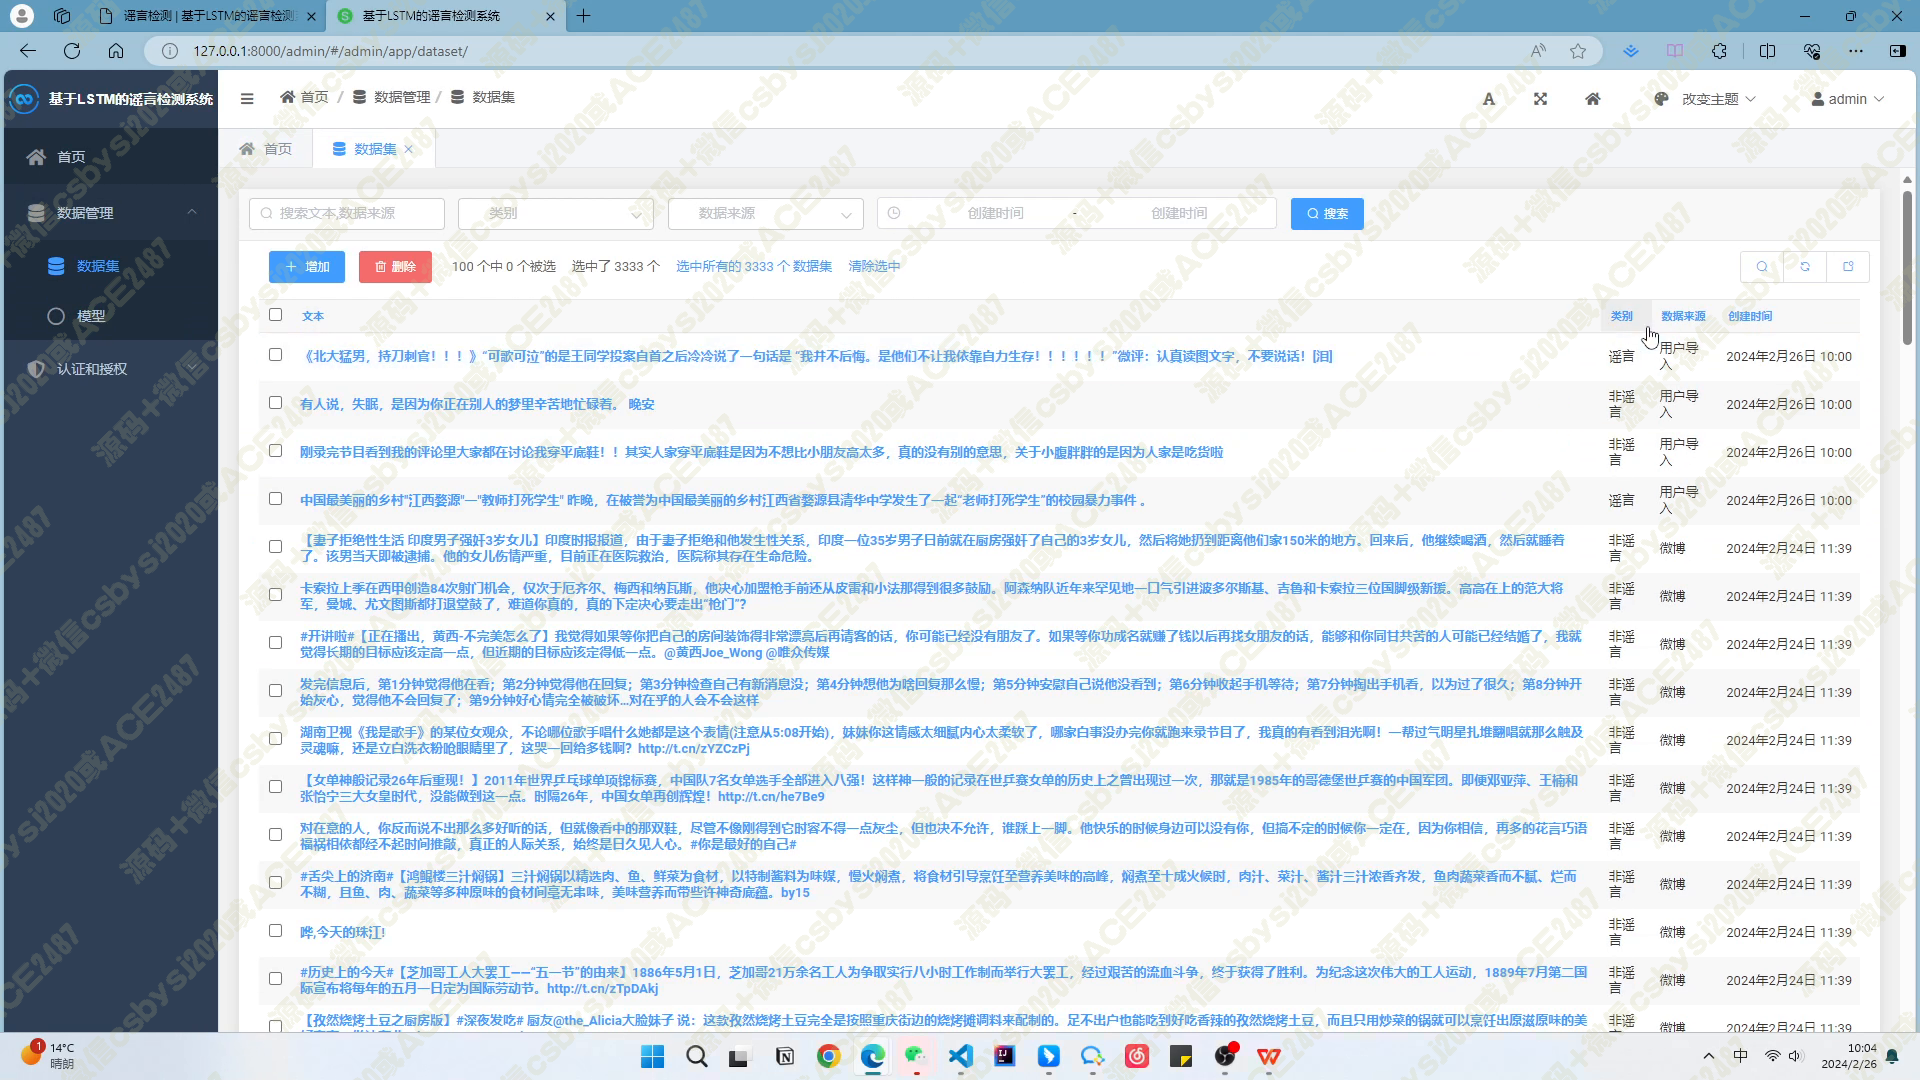 谣言检测 | 基于LSTM的谣言检测
基于LSTM的谣言检测系统
127.0.0.1:8000/admin/#/admin/app/dataset/
基于LSTM的谣言检测系统
首页 / 数据管理 / 数据集
改变主题
admin
首页
数据管理
数据集
模型
认证和授权
首页
数据集
搜索文本,数据来源
类别
数据来源
创建时间 - 创建时间
搜索
增加
删除
100 个中 0 个被选
选中了 3333 个
选中所有的 3333 个 数据集
清除选中
文本 类别 数据来源 创建时间
《北大猛男，持刀刺官！！！》“可歌可泣”的是王同学投案自首之后冷冷说了一句话是 “我并不后悔。是他们不让我依靠自力生存！！！！！！”微评：认真读图文字，不要说话！[泪] 谣言 用户导入 2024年2月26日 10:00
有人说，失眠，是因为你正在别人的梦里辛苦地忙碌着。 晚安 非谣言 用户导入 2024年2月26日 10:00
刚录完节目看到我的评论里大家都在讨论我穿平底鞋！！其实人家穿平底鞋是因为不想比小朋友高太多，真的没有别的意思，关于小腹胖胖的是因为人家是吃货啦 非谣言 用户导入 2024年2月26日 10:00
中国最美丽的乡村"江西婺源"—"教师打死学生" 昨晚，在被誉为中国最美丽的乡村江西省婺源县清华中学发生了一起“老师打死学生”的校园暴力事件 。 谣言 用户导入 2024年2月26日 10:00
【妻子拒绝性生活 印度男子强奸3岁女儿】印度时报报道，由于妻子拒绝和他发生性关系，印度一位35岁男子日前就在厨房强奸了自己的3岁女儿，然后将她扔到距离他们家150米的地方。回来后，他继续喝酒，然后就睡着
了。该男当天即被逮捕。他的女儿伤情严重，目前正在医院救治，医院称其存在生命危险。 非谣言 微博 2024年2月24日 11:39
卡索拉上季在西甲创造84次射门机会，仅次于厄齐尔、梅西和纳瓦斯，他决心加盟枪手前还从皮雷和小法那得到很多鼓励。阿森纳队近年来罕见地一口气引进波多尔斯基、吉鲁和卡索拉三位国脚级新援。高高在上的范大将
军，曼城、尤文图斯都打退堂鼓了，难道你真的，真的下定决心要走出“枪门”？ 非谣言 微博 2024年2月24日 11:39
#开讲啦#【正在播出，黄西-不完美怎么了】我觉得如果等你把自己的房间装饰得非常漂亮后再请客的话，你可能已经没有朋友了。如果等你功成名就赚了钱以后再找女朋友的话，能够和你同甘共苦的人可能已经结婚了，我就
觉得长期的目标应该定高一点，但近期的目标应该定得低一点。@黄西Joe_Wong @唯众传媒 非谣言 微博 2024年2月24日 11:39
发完信息后，第1分钟觉得他在看；第2分钟觉得他在回复；第3分钟检查自己有新消息没；第4分钟想他为啥回复那么慢；第5分钟安慰自己说他没看到；第6分钟收起手机等待；第7分钟掏出手机看，以为过了很久；第8分钟开
始灰心，觉得他不会回复了；第9分钟好心情完全被破坏...对在乎的人会不会这样 非谣言 微博 2024年2月24日 11:39
湖南卫视《我是歌手》的某位女观众，不论哪位歌手唱什么她都是这个表情(注意从5:08开始)，妹妹你这情感太细腻内心太柔软了，哪家白事没办完你就跑来录节目了，我真的有看到泪光啊！一帮过气明星扎堆翻唱就那么触及
灵魂嘛，还是立白洗衣粉呛眼睛里了，这哭一回给多钱啊？http://t.cn/zYZCzPj 非谣言 微博 2024年2月24日 11:39
【女单神般记录26年后重现！】2011年世界乒乓球单项锦标赛，中国队7名女单选手全部进入八强！这样神一般的记录在世乒赛女单的历史上之曾出现过一次，那就是1985年的哥德堡世乒赛的中国军团。即便邓亚萍、王楠和
张怡宁三大女皇时代，没能做到这一点。时隔26年，中国女单再创辉煌！http://t.cn/he7Be9 非谣言 微博 2024年2月24日 11:39
对在意的人，你反而说不出那么多好听的话，但就像看中的那双鞋，尽管不像刚得到它时容不得一点灰尘，但也决不允许，谁踩上一脚。他快乐的时候身边可以没有你，但搞不定的时候你一定在，因为你相信，再多的花言巧语
福祸相依都经不起时间推敲，真正的人际关系，始终是日久见人心。#你是最好的自己# 非谣言 微博 2024年2月24日 11:39
#舌尖上的济南#【鸿鲲楼三汁焖锅】三汁焖锅以精选肉、鱼、鲜菜为食材，以特制酱料为味媒，慢火焖煮，将食材引导烹饪至营养美味的高峰，焖煮至十成火候时，肉汁、菜汁、酱汁三汁浓香齐发，鱼肉蔬菜香而不腻、烂而
不糊，且鱼、肉、蔬菜等多种原味的食材间毫无串味，美味营养而带些许神奇底蕴。by15 非谣言 微博 2024年2月24日 11:39
哗,今天的珠江! 非谣言 微博 2024年2月24日 11:39
#历史上的今天#【芝加哥工人大罢工——“五一节”的由来】1886年5月1日，芝加哥21万余名工人为争取实行八小时工作制而举行大罢工，经过艰苦的流血斗争，终于获得了胜利。为纪念这次伟大的工人运动，1889年7月第二国
际宣布将每年的五月一日定为国际劳动节。http://t.cn/zTpDAkj 非谣言 微博 2024年2月24日 11:39
【孜然烧烤土豆之厨房版】#深夜发吃# 厨友@the_Alicia大脸妹子 说：这款孜然烧烤土豆完全是按照重庆街边的烧烤摊调料来配制的。足不出户也能吃到好吃香辣的孜然烧烤土豆，而且只用炒菜的锅就可以烹饪出原滋原味的美 非谣 微博 2024年2月24日 11:39
源码+微信csbysj2020或ACE2487
14°C
晴朗
中
10:04
2024/2/26